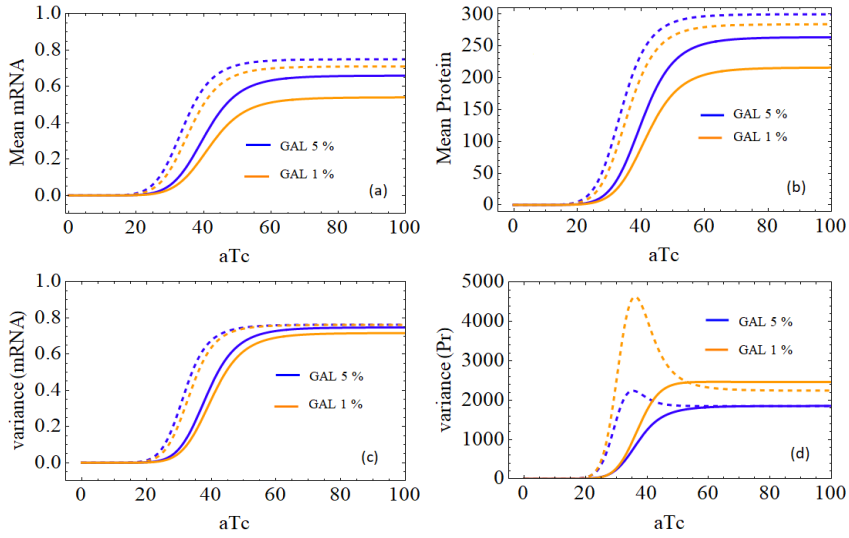 1.0
0.8
0.6
0.4
0.2
0.0
Mean mRNA
GAL 5 %
GAL 1 %
(a)
0 20 40 60 80 100
aTc
300
250
200
150
100
50
0
Mean Protein
GAL 5 %
GAL 1 %
(b)
0 20 40 60 80 100
aTc
1.0
0.8
0.6
0.4
0.2
0.0
variance (mRNA)
GAL 5 %
GAL 1 %
(c)
0 20 40 60 80 100
aTc
5000
4000
3000
2000
1000
0
variance (Pr)
GAL 5 %
GAL 1 %
(d)
0 20 40 60 80 100
aTc